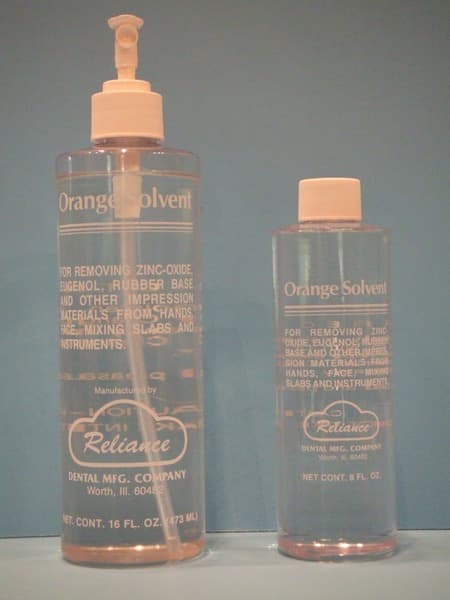 Orange Solvent
FOR REMOVING ZINC-OXIDE,
EUGENOL, RUBBER BASE
AND OTHER IMPRESSION
MATERIALS FROM HANDS,
FACE, MIXING SLABS AND
INSTRUMENTS.
Manufactured by
Reliance
DENTAL MFG. COMPANY
Worth, Ill. 60482
NET. CONT. 16 FL. OZ. (473 ML)
Orange Solvent
FOR REMOVING ZINC-
OXIDE, EUGENOL, RUBBER
BASE AND OTHER IMPRES-
SION MATERIALS FROM
HANDS, FACE, MIXING
SLABS AND INSTRUMENTS.
Reliance
DENTAL MFG. COMPANY
Worth, Ill. 60482
NET CONT. 8 FL. OZ.